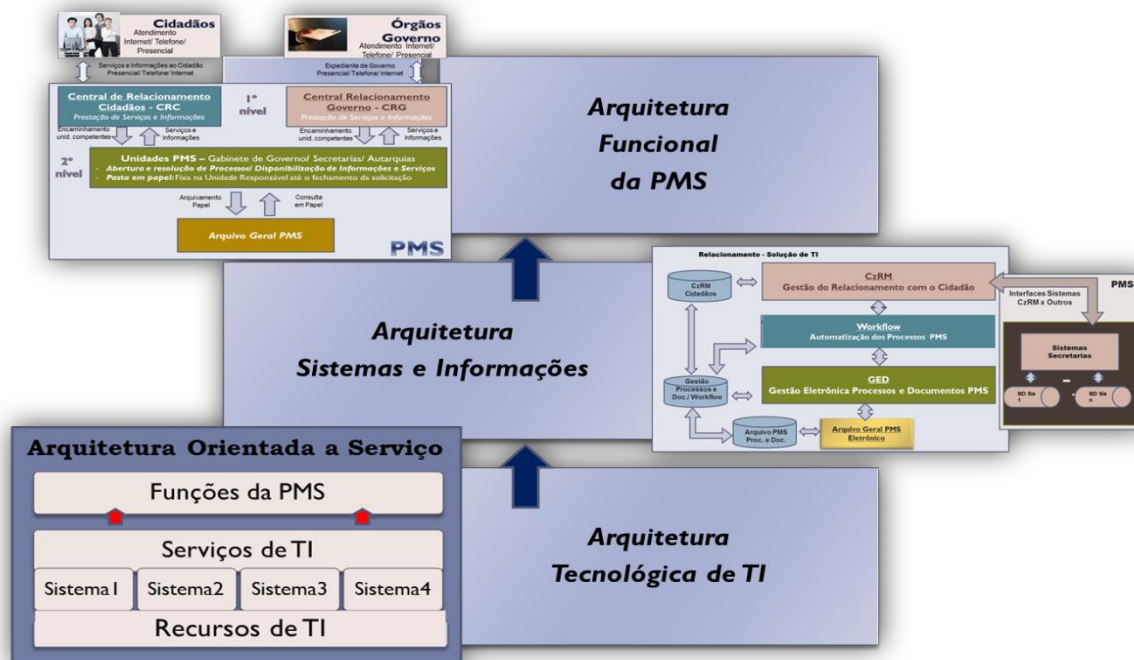 Cidadãos
Atendimento
Internet/ Telefone/
Presencial
Órgãos
Governo
Atendimento Internet/
Telefone/ Presencial
Serviços e Informações ao Cidadão
Presencial/ Telefone/ Internet
Expediente de Governo
Presencial/ Telefone/ Internet
Central de Relacionamento
Cidadãos - CRC
Prestação de Serviços e Informações
1º
nível
Central Relacionamento
Governo - CRG
Prestação de Serviços e Informações
Encaminhamento
unid. competentes
Serviços e
Informações
Encaminhamento
unid. competentes
Serviços e
Informações
2º
nível
Unidades PMS – Gabinete de Governo/ Secretarias/ Autarquias
- Abertura e resolução de Processo/ Disponibilização de Informações e Serviços
- Pasta em papel: Fixa na Unidade Responsável até o fechamento da solicitação
Arquivamento
Papel
Consulta
em Papel
Arquivo Geral PMS
PMS
Arquitetura
Funcional
da PMS
Arquitetura
Sistemas e Informações
Relacionamento - Solução de TI
CzRM
Cidadãos
CzRM
Gestão do Relacionamento com o Cidadão
Workflow
Automatização dos Processos PMS
Gestão
Processos e
Doc./ Workflow
GED
Gestão Eletrônica Processos e Documentos PMS
Arquivo PMS
Proc. e Doc.
Arquivo Geral PMS
Eletrônico
PMS
Interfaces Sistemas
CzRM x Outros
Sistemas
Secretarias
BD Sis
1
BD Sis
n
Arquitetura Orientada a Serviço
Funções da PMS
Serviços de TI
Sistema1
Sistema2
Sistema3
Sistema4
Recursos de TI
Arquitetura
Tecnológica de TI